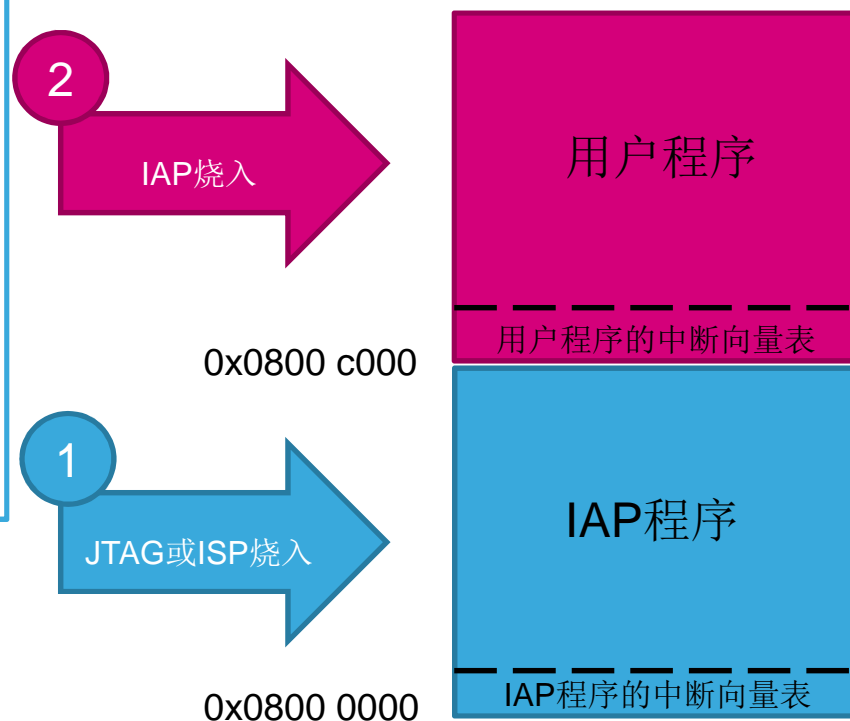 2
IAP烧入
用户程序
用户程序的中断向量表
0x0800 c000
1
JTAG或ISP烧入
IAP程序
IAP程序的中断向量表
0x0800 0000